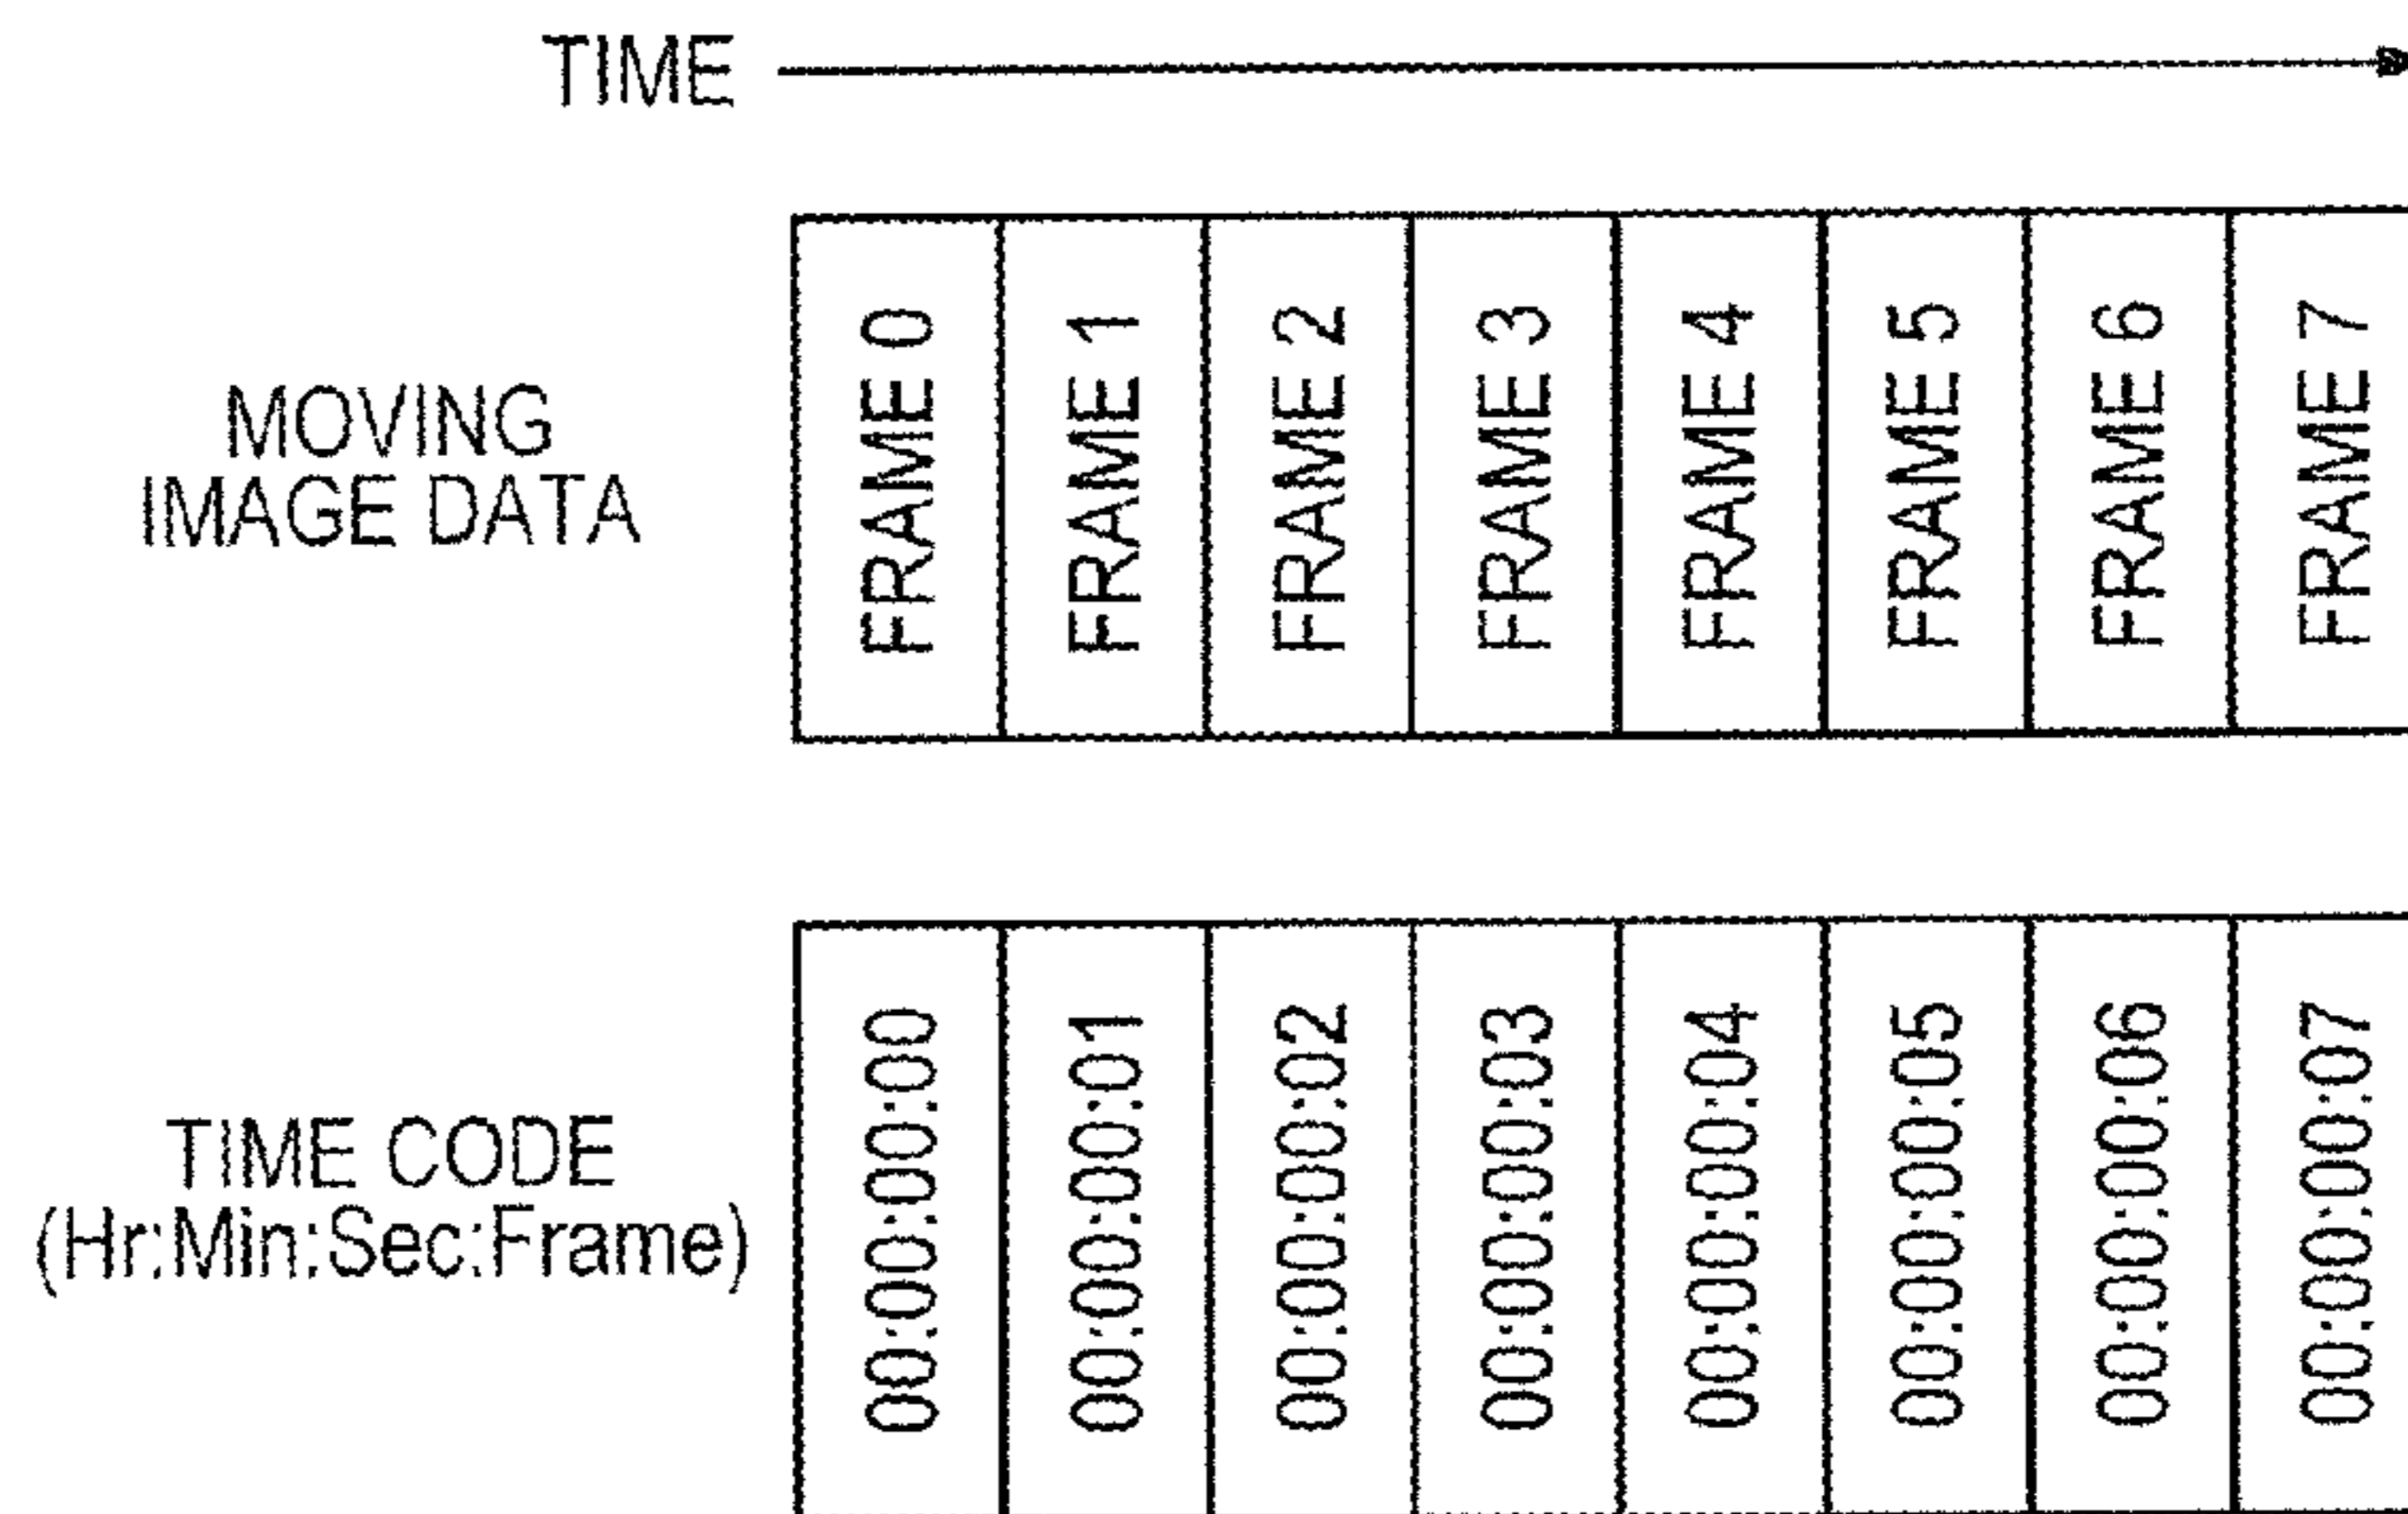 TIME
MOVING
IMAGE DATA
FRAME 0
FRAME 1
FRAME 2
FRAME 3
FRAME 4
FRAME 5
FRAME 6
FRAME 7
TIME CODE
(Hr:Min:Sec:Frame)
00:00:00:00
00:00:00:01
00:00:00:02
00:00:00:03
00:00:00:04
00:00:00:05
00:00:00:06
00:00:00:07